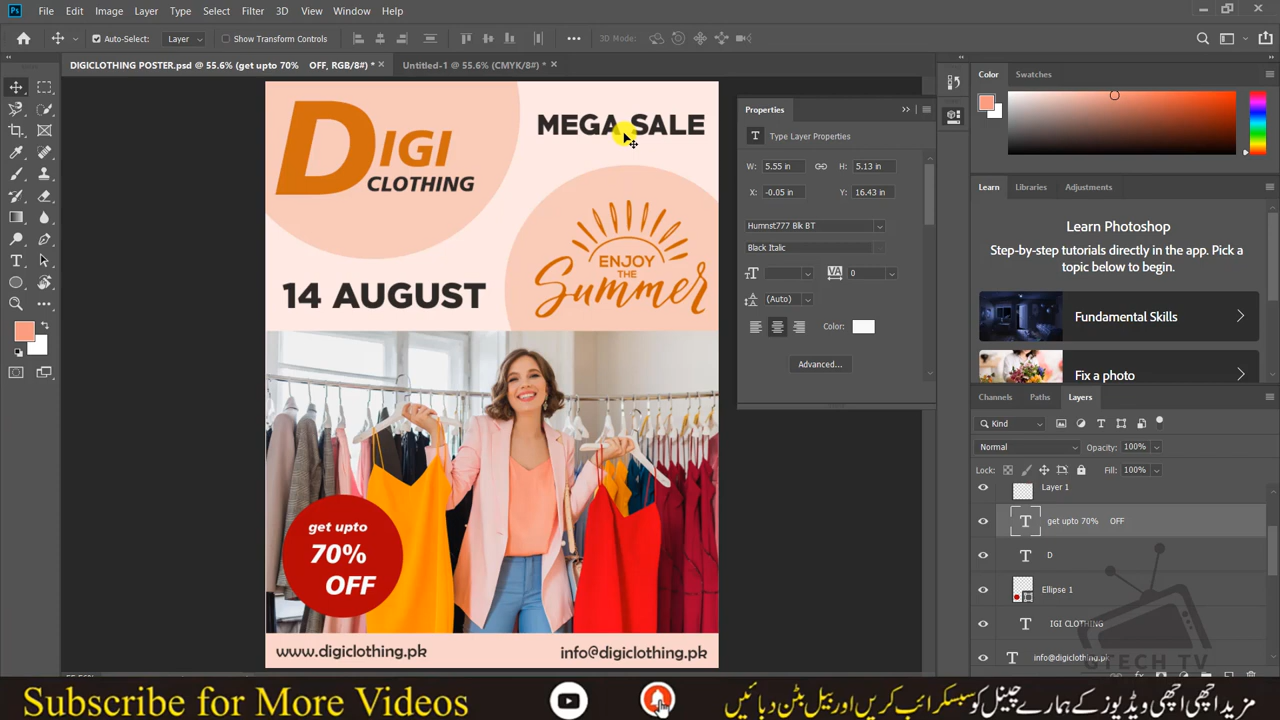 Ps File Edit Image Layer Type Select Filter 3D View Window Help
Auto-Select: Layer Show Transform Controls 3D Mode:
DIGICLOTHING POSTER.psd @ 55.6% (get upto 70% OFF, RGB/8#) * Untitled-1 @ 55.6% (CMYK/8#) *
DIGI
CLOTHING
MEGA SALE
ENJOY
THE
Summer
14 AUGUST
get upto
70%
OFF
www.digiclothing.pk info@digiclothing.pk
Properties
T Type Layer Properties
W: 5.55 in H: 5.13 in
X: -0.05 in Y: 16.43 in
Humnst777 Blk BT
Black Italic
VA 0
(Auto)
Color:
Advanced...
Color Swatches
Learn Libraries Adjustments
Learn Photoshop
Step-by-step tutorials directly in the app. Pick a
topic below to begin.
Fundamental Skills
Fix a photo
Channels Paths Layers
Kind
Normal Opacity: 100%
Lock: Fill: 100%
Layer 1
T get upto 70% OFF
T D
Ellipse 1
T IGI CLOTHING
T info@digiclothing.pk
GTECH TV
Subscribe for More Videos
مزید اچھی اچھی ویڈیوز کے ہمارے چینل کو سبسکرائب کریں اور بیل بٹن دبائیں